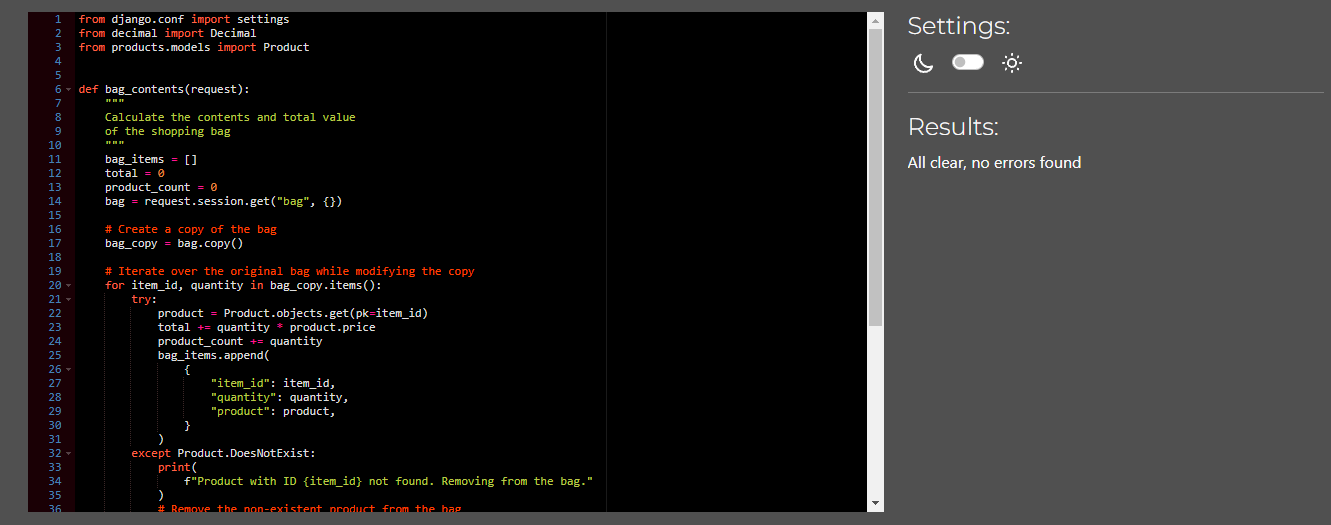 1 from django.conf import settings
2 from decimal import Decimal
3 from products.models import Product
4
5
6 def bag_contents(request):
7     """
8     Calculate the contents and total value
9     of the shopping bag
10     """
11     bag_items = []
12     total = 0
13     product_count = 0
14     bag = request.session.get("bag", {})
15
16     # Create a copy of the bag
17     bag_copy = bag.copy()
18
19     # Iterate over the original bag while modifying the copy
20     for item_id, quantity in bag_copy.items():
21         try:
22             product = Product.objects.get(pk=item_id)
23             total += quantity * product.price
24             product_count += quantity
25             bag_items.append(
26                 {
27                     "item_id": item_id,
28                     "quantity": quantity,
29                     "product": product,
30                 }
31             )
32         except Product.DoesNotExist:
33             print(
34                 f"Product with ID {item_id} not found. Removing from the bag."
35             )
36             # Remove the non-existent product from the bag
Settings:
Results:
All clear, no errors found